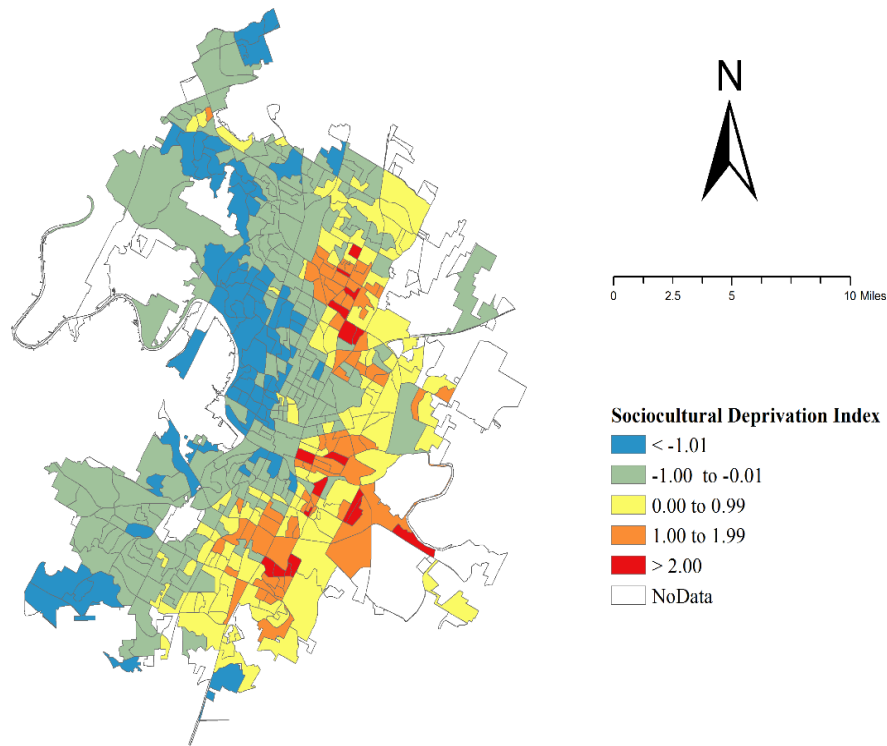 N
0 2.5 5 10 Miles
Sociocultural Deprivation Index
< -1.01
-1.00 to -0.01
0.00 to 0.99
1.00 to 1.99
> 2.00
NoData